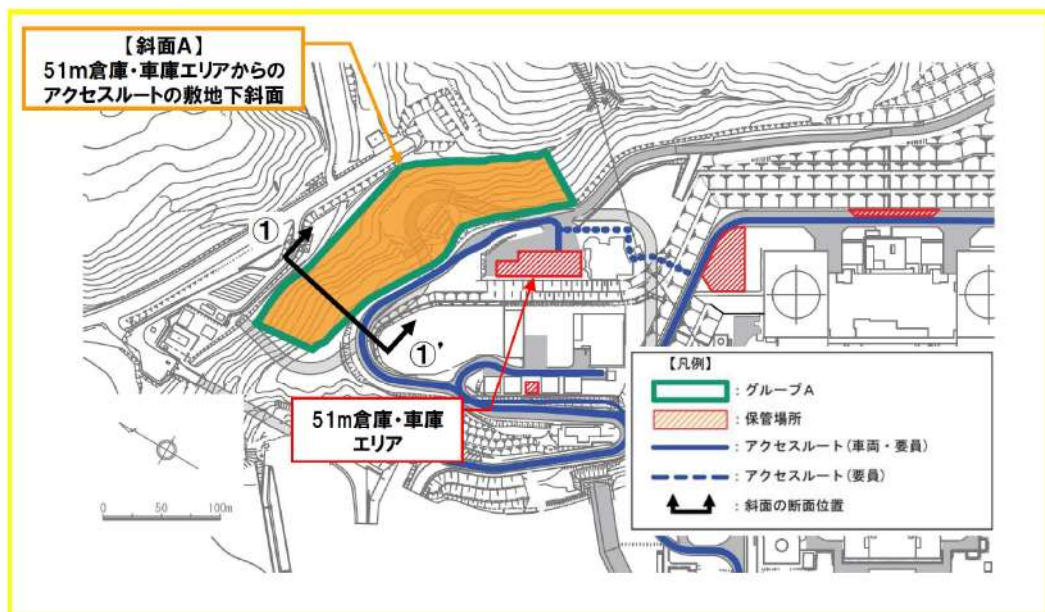 【斜面A】
51m倉庫・車庫エリアからの
アクセスルートの敷地下斜面
①
①'
51m倉庫・車庫
エリア
【凡例】
: グループA
: 保管場所
: アクセスルート(車両・要員)
: アクセスルート(要員)
: 斜面の断面位置
0 50 100m